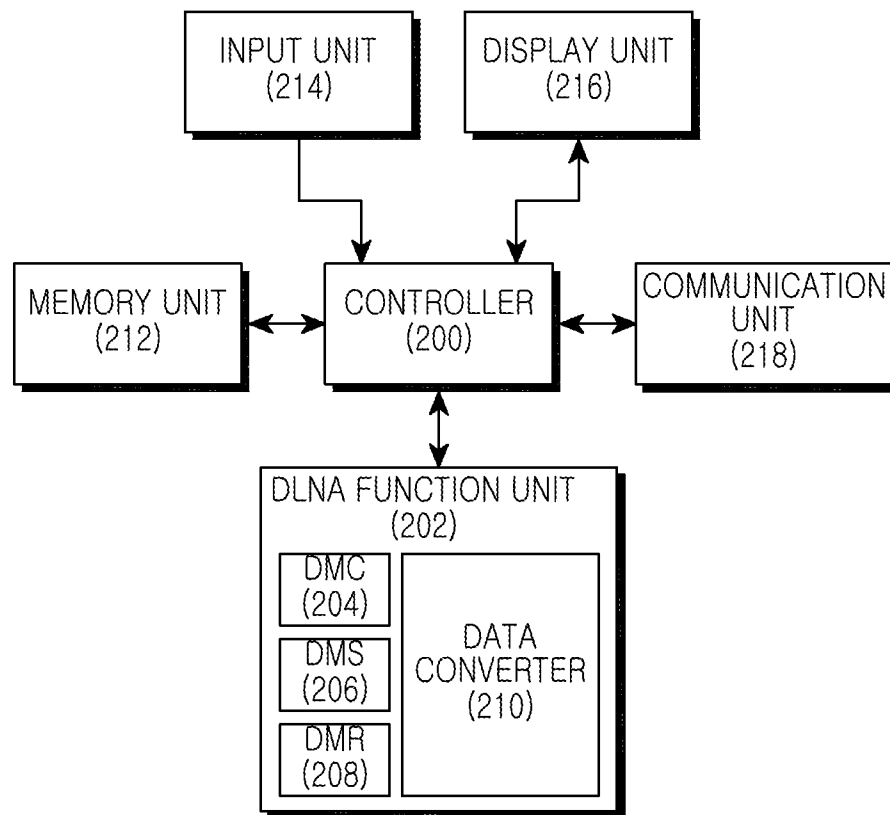 INPUT UNIT
(214)
DISPLAY UNIT
(216)
MEMORY UNIT
(212)
CONTROLLER
(200)
COMMUNICATION
UNIT
(218)
DLNA FUNCTION UNIT
(202)
DMC
(204)
DMS
(206)
DMR
(208)
DATA
CONVERTER
(210)